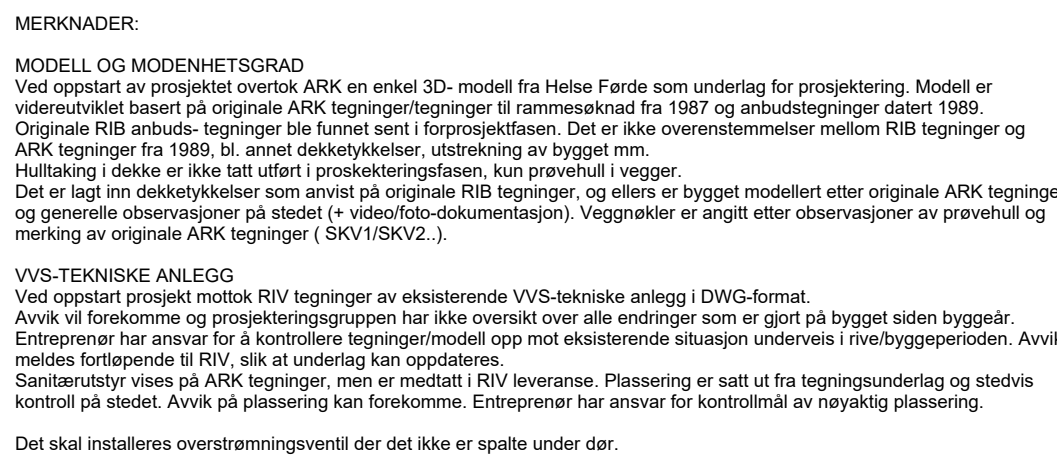 MERKNADER:
MODELL OG MODENHETSGRAD
Ved oppstart av prosjektet overtok ARK en enkel 3D- modell fra Helse Førde som underlag for prosjektering. Modell er
videreutviklet basert på originale ARK tegninger/tegninger til rammesøknad fra 1987 og anbudstegninger datert 1989.
Originale RIB anbuds- tegninger ble funnet sent i forprosjektfasen. Det er ikke overenstemmelser mellom RIB tegninger og
ARK tegninger fra 1989, bl. annet dekketykkelser, utstrekning av bygget mm.
Hulltaking i dekke er ikke tatt utført i proskekteringsfasen, kun prøvehull i vegger.
Det er lagt inn dekketykkelser som anvist på originale RIB tegninger, og ellers er bygget modellert etter originale ARK tegninge
og generelle observasjoner på stedet (+ video/foto-dokumentasjon). Veggnøkler er angitt etter observasjoner av prøvehull og
merking av originale ARK tegninger ( SKV1/SKV2..).
VVS-TEKNISKE ANLEGG
Ved oppstart prosjekt mottok RIV tegninger av eksisterende VVS-tekniske anlegg i DWG-format.
Avvik vil forekomme og prosjekteringsgruppen har ikke oversikt over alle endringer som er gjort på bygget siden byggeår.
Entreprenør har ansvar for å kontrollere tegninger/modell opp mot eksisterende situasjon underveis i rive/byggeperioden. Avvik
meldes fortløpende til RIV, slik at underlag kan oppdateres.
Sanitærutstyr vises på ARK tegninger, men er medtatt i RIV leveranse. Plassering er satt ut fra tegningsunderlag og stedvis
kontroll på stedet. Avvik på plassering kan forekomme. Entreprenør har ansvar for kontrollmål av nøyaktig plassering.
Det skal installeres overstrømningsventil der det ikke er spalte under dør.